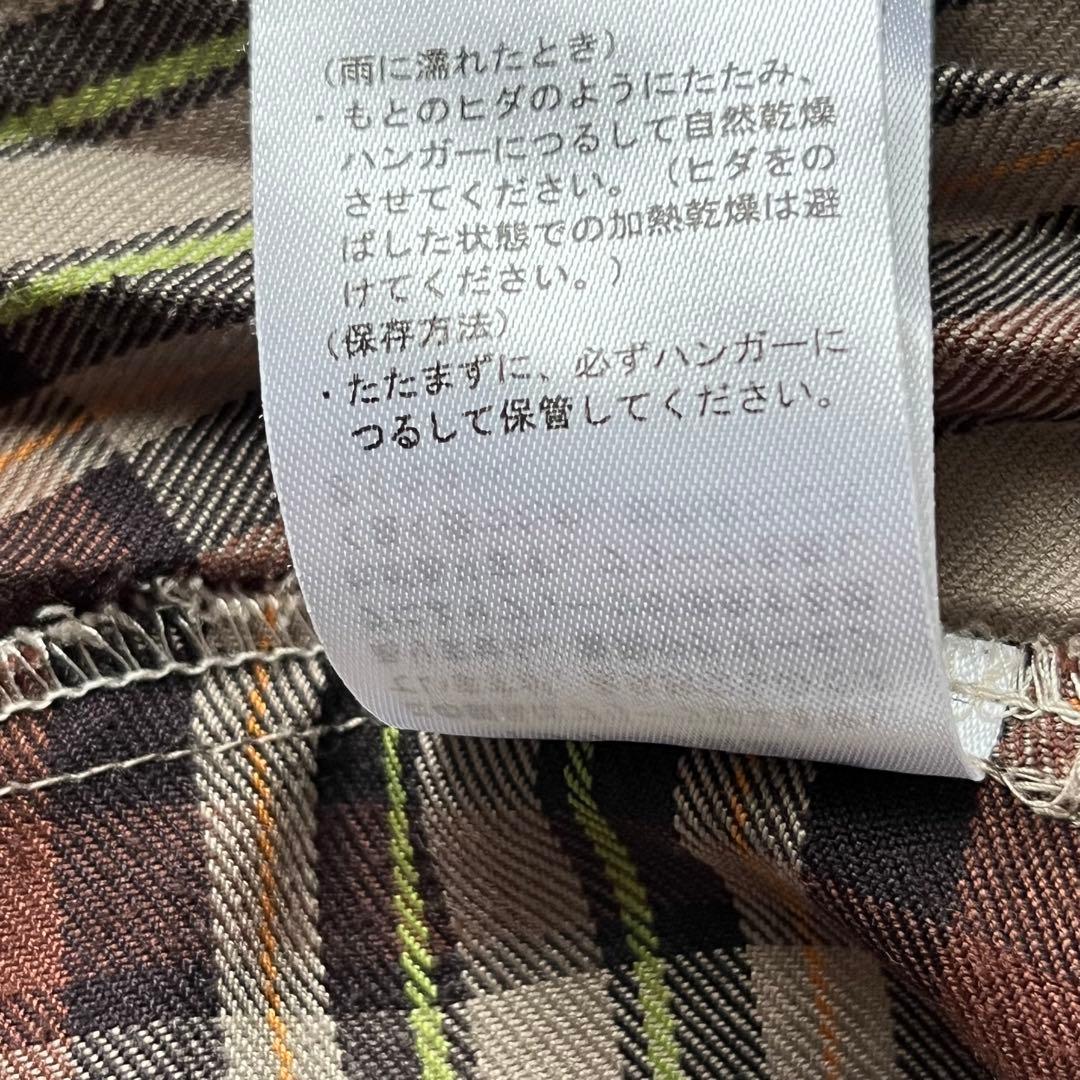 （雨に濡れたとき）
・もとのヒダのようにたたみ、
ハンガーにつるして自然乾燥
させてください。（ヒダをの
ばした状態での加熱乾燥は避
けてください。）
（保存方法）
・たたまずに、必ずハンガーに
つるして保管してください。